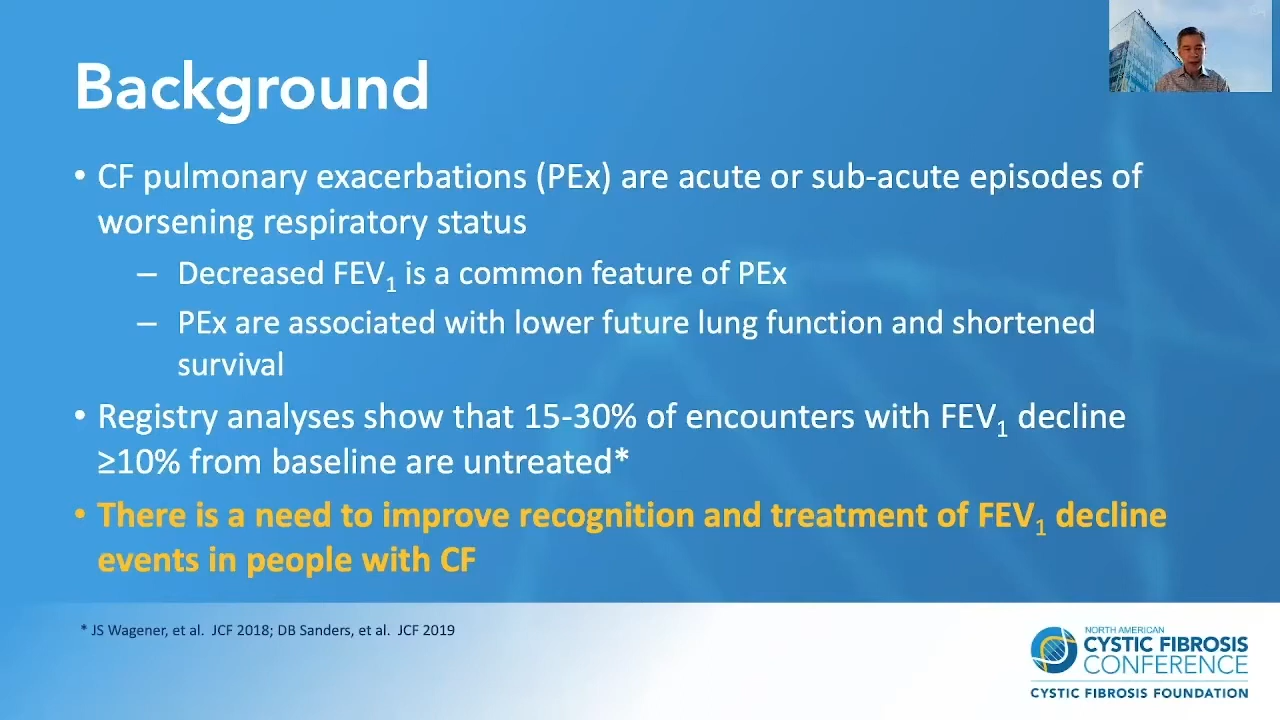 Background
• CF pulmonary exacerbations (PEx) are acute or sub-acute episodes of
worsening respiratory status
– Decreased FEV1 is a common feature of PEx
– PEx are associated with lower future lung function and shortened
survival
• Registry analyses show that 15-30% of encounters with FEV1 decline
≥10% from baseline are untreated*
• There is a need to improve recognition and treatment of FEV1 decline
events in people with CF
* JS Wagener, et al. JCF 2018; DB Sanders, et al. JCF 2019
NORTH AMERICAN
CYSTIC FIBROSIS
CONFERENCE
CYSTIC FIBROSIS FOUNDATION